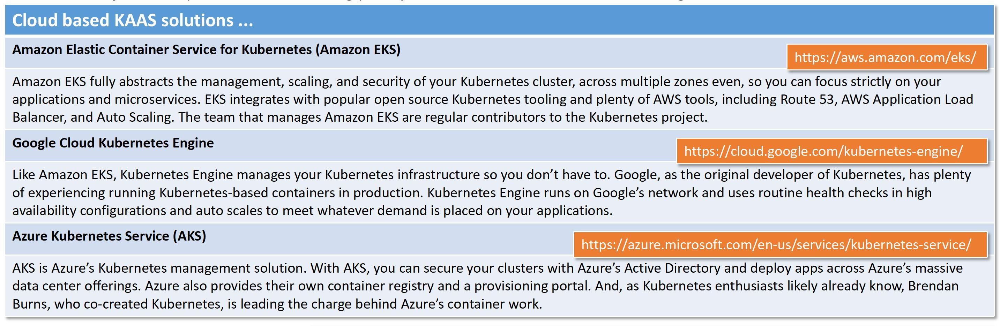 Cloud based KAAS solutions ...
Amazon Elastic Container Service for Kubernetes (Amazon EKS)
https://aws.amazon.com/eks/
Amazon EKS fully abstracts the management, scaling, and security of your Kubernetes cluster, across multiple zones even, so you can focus strictly on your
applications and microservices. EKS integrates with popular open source Kubernetes tooling and plenty of AWS tools, including Route 53, AWS Application Load
Balancer, and Auto Scaling. The team that manages Amazon EKS are regular contributors to the Kubernetes project.
Google Cloud Kubernetes Engine
https://cloud.google.com/kubernetes-engine/
Like Amazon EKS, Kubernetes Engine manages your Kubernetes infrastructure so you don’t have to. Google, as the original developer of Kubernetes, has plenty
of experiencing running Kubernetes-based containers in production. Kubernetes Engine runs on Google’s network and uses routine health checks in high
availability configurations and auto scales to meet whatever demand is placed on your applications.
Azure Kubernetes Service (AKS)
https://azure.microsoft.com/en-us/services/kubernetes-service/
AKS is Azure’s Kubernetes management solution. With AKS, you can secure your clusters with Azure’s Active Directory and deploy apps across Azure’s massive
data center offerings. Azure also provides their own container registry and a provisioning portal. And, as Kubernetes enthusiasts likely already know, Brendan
Burns, who co-created Kubernetes, is leading the charge behind Azure’s container work.